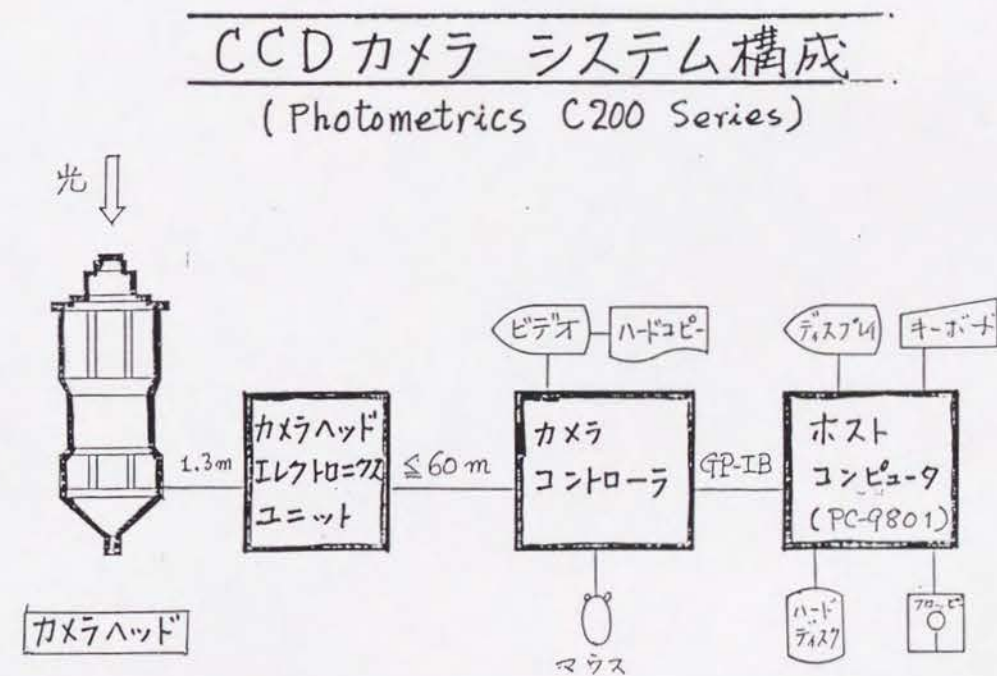 CCDカメラ システム構成
(Photometrics C200 Series)
光
ビデオ
ハードコピー
ディスプレイ
キーボード
カメラヘッド
エレクトロニクス
ユニット
1.3m
≦60m
カメラ
コントローラ
GP-IB
ホスト
コンピュータ
(PC-9801)
カメラヘッド
マウス
ハード
ディスク
フロッピー